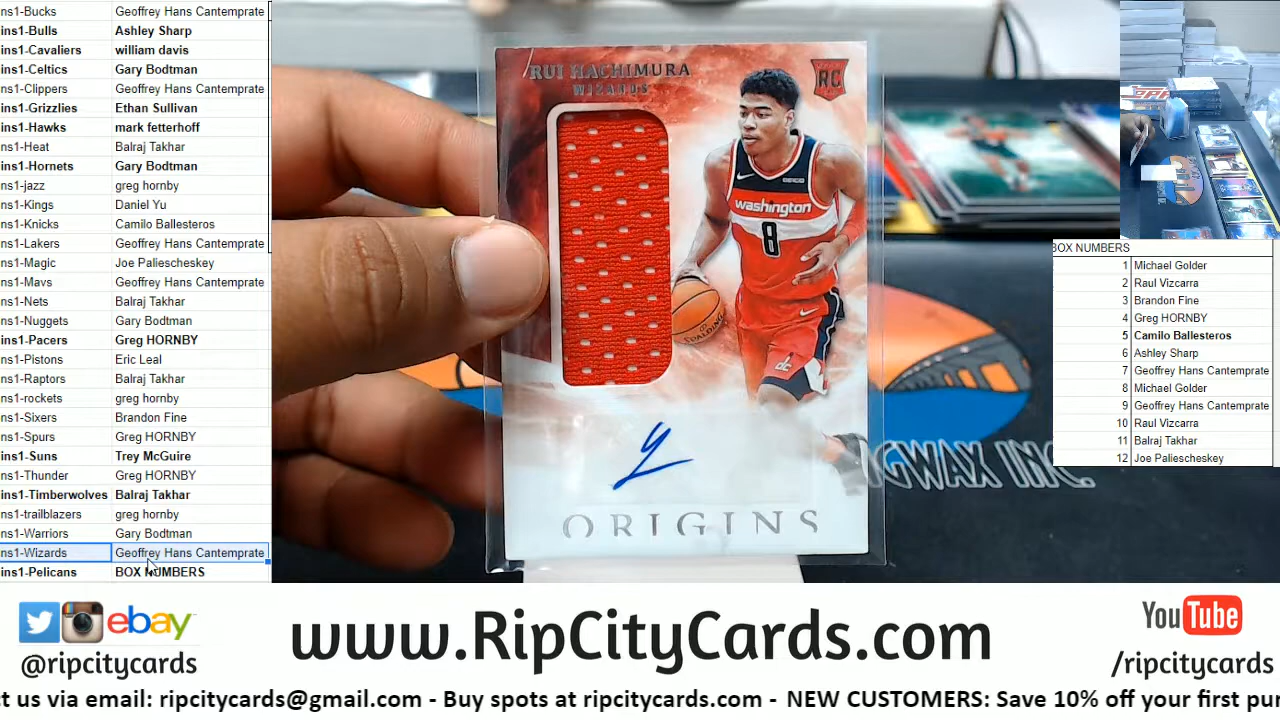 ns1-Bucks Geoffrey Hans Cantemprate
ins1-Bulls Ashley Sharp
ins1-Cavaliers william davis
ins1-Celtics Gary Bodtman
ns1-Clippers Geoffrey Hans Cantemprate
ins1-Grizzlies Ethan Sullivan
ins1-Hawks mark fetterhoff
ns1-Heat Balraj Takhar
ins1-Hornets Gary Bodtman
ns1-jazz greg hornby
ns1-Kings Daniel Yu
ns1-Knicks Camilo Ballesteros
ns1-Lakers Geoffrey Hans Cantemprate
ns1-Magic Joe Paliescheskey
ns1-Mavs Geoffrey Hans Cantemprate
ns1-Nets Balraj Takhar
ns1-Nuggets Gary Bodtman
ins1-Pacers Greg HORNBY
ns1-Pistons Eric Leal
ns1-Raptors Balraj Takhar
ns1-rockets greg hornby
ns1-Sixers Brandon Fine
ns1-Spurs Greg HORNBY
ins1-Suns Trey McGuire
ns1-Thunder Greg HORNBY
ins1-Timberwolves Balraj Takhar
ns1-trailblazers greg hornby
ns1-Warriors Gary Bodtman
ns1-Wizards Geoffrey Hans Cantemprate
ins1-Pelicans BOX NUMBERS
RUI HACHIMURA
WIZARDS
RC
GEICO
washington
8
SPALDING
dc
ORIGINS
NGWAX INC.
BOX NUMBERS
1 Michael Golder
2 Raul Vizcarra
3 Brandon Fine
4 Greg HORNBY
5 Camilo Ballesteros
6 Ashley Sharp
7 Geoffrey Hans Cantemprate
8 Michael Golder
9 Geoffrey Hans Cantemprate
10 Raul Vizcarra
11 Balraj Takhar
12 Joe Paliescheskey
ebay
@ripcitycards
www.RipCityCards.com
YouTube
/ripcitycards
ct us via email: ripcitycards@gmail.com - Buy spots at ripcitycards.com - NEW CUSTOMERS: Save 10% off your first pur